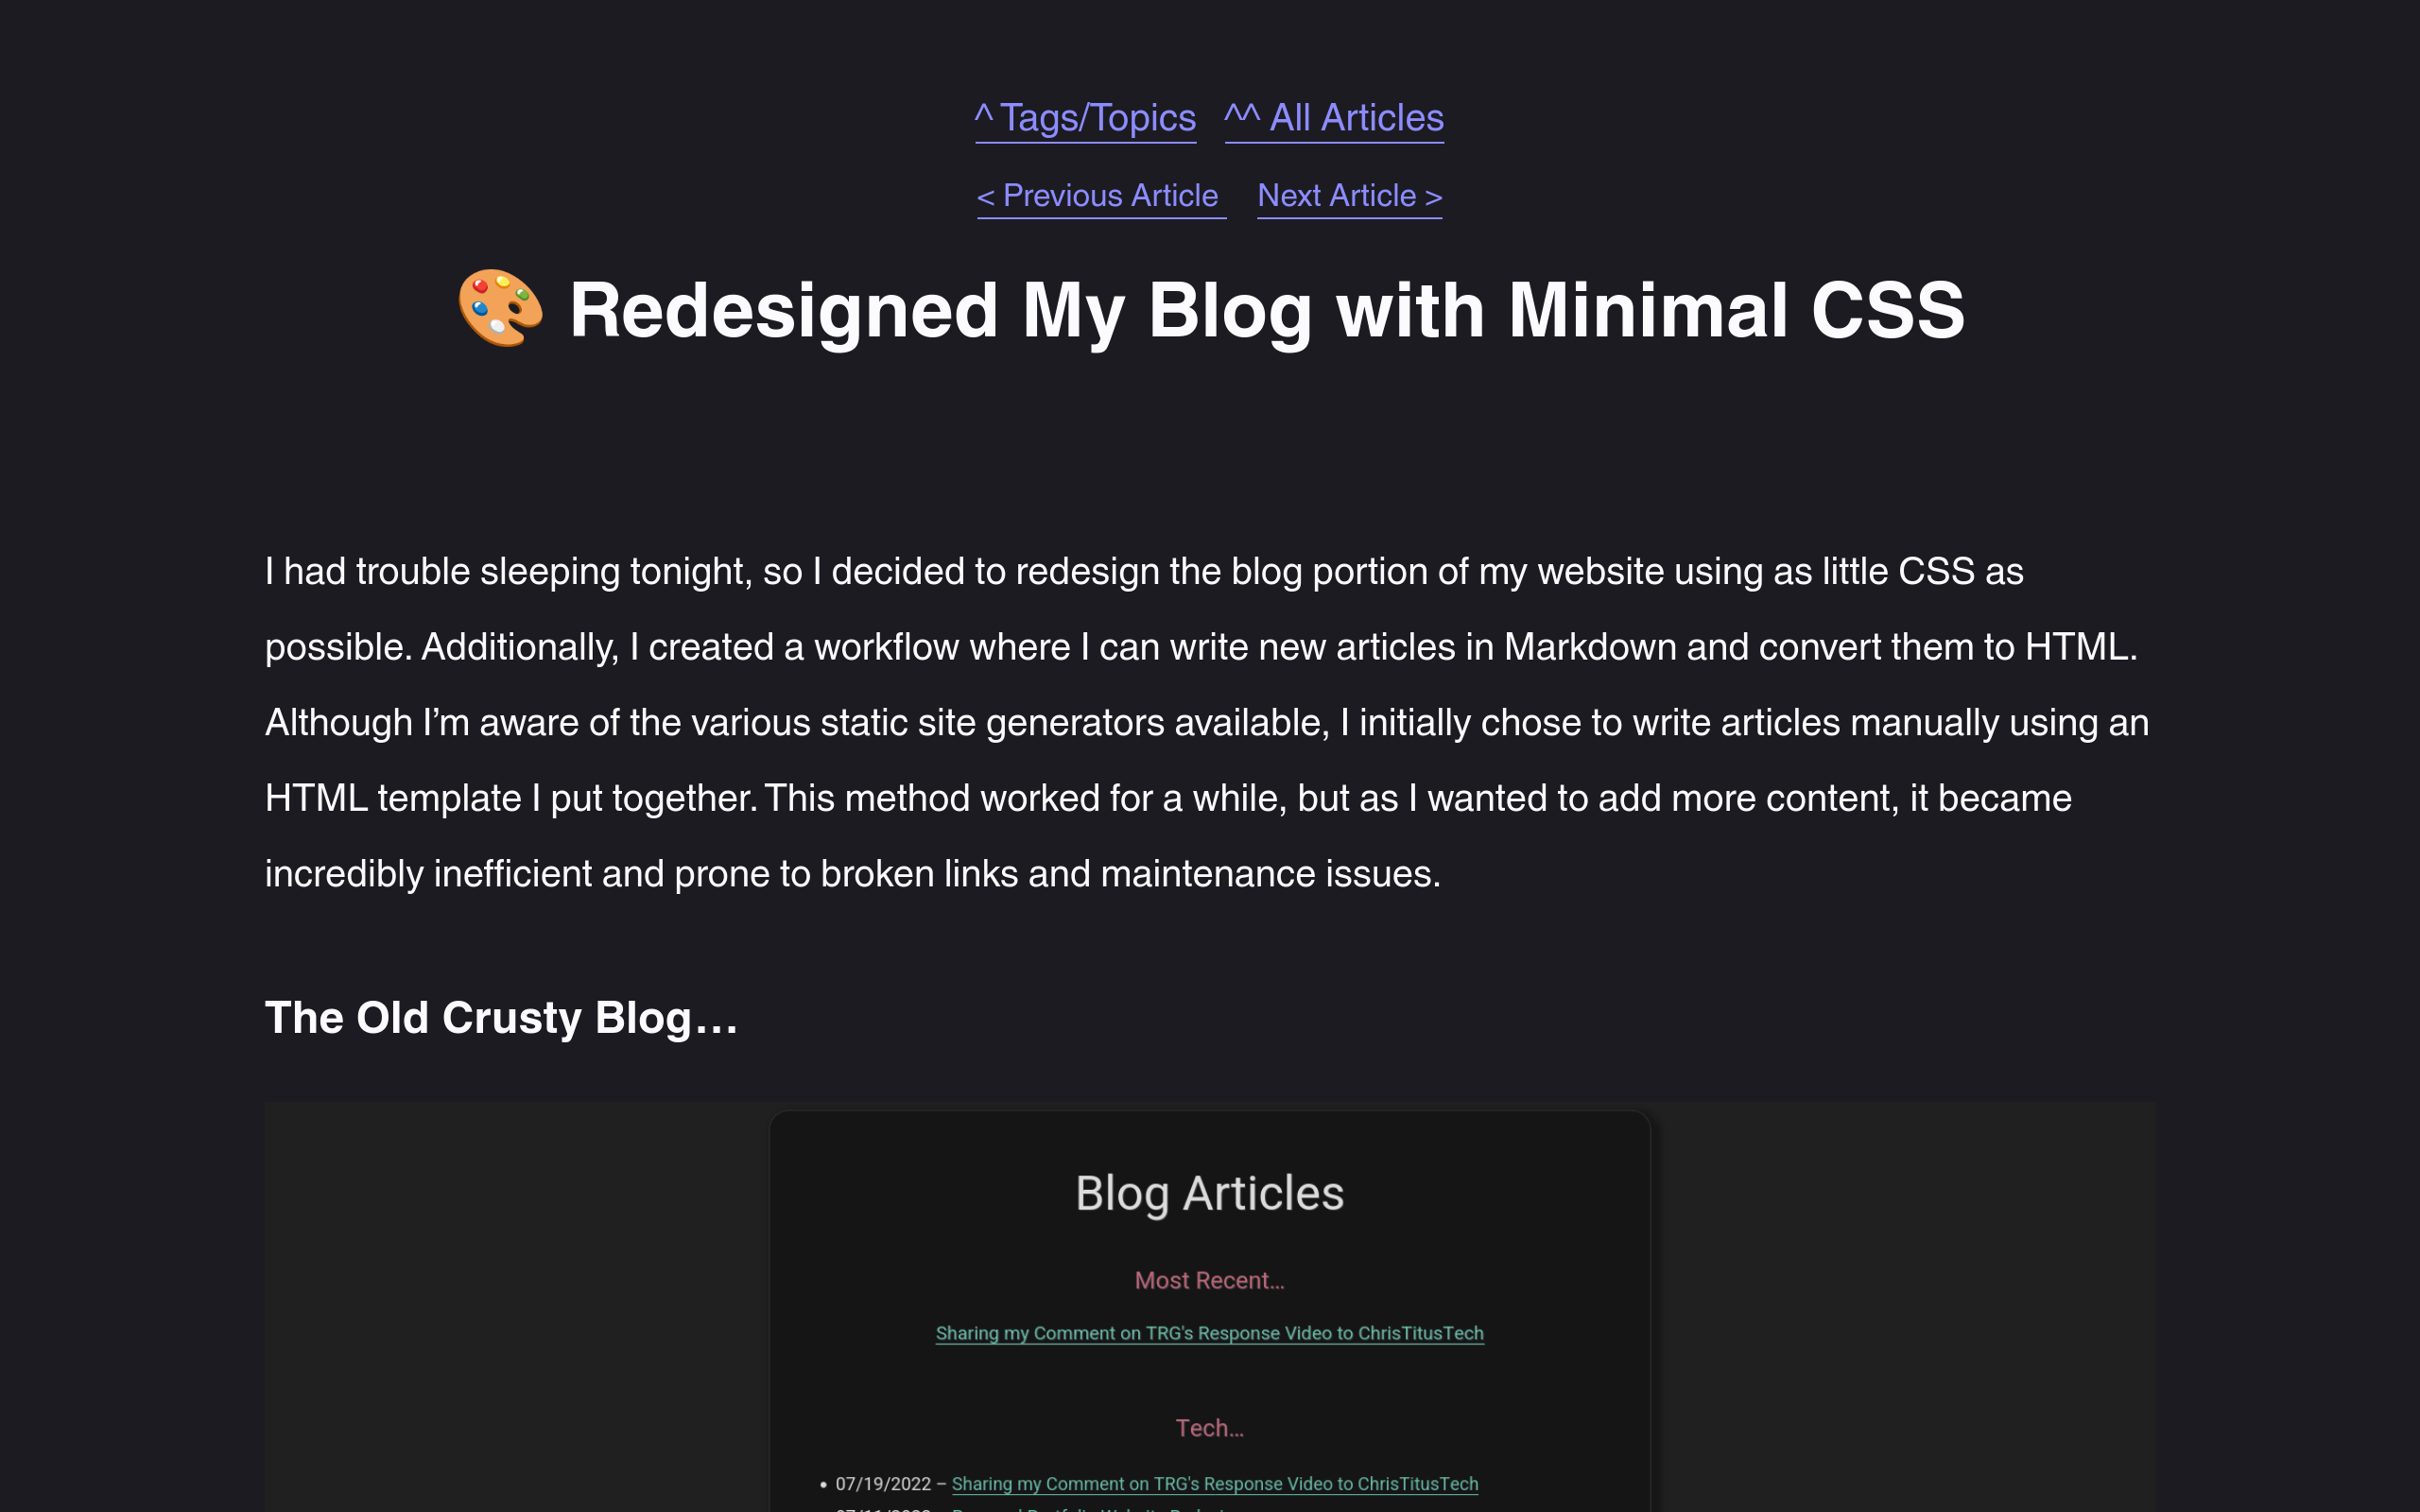 ^ Tags/Topics ^^ All Articles
< Previous Article Next Article >
🎨 Redesigned My Blog with Minimal CSS
I had trouble sleeping tonight, so I decided to redesign the blog portion of my website using as little CSS as
possible. Additionally, I created a workflow where I can write new articles in Markdown and convert them to HTML.
Although I’m aware of the various static site generators available, I initially chose to write articles manually using an
HTML template I put together. This method worked for a while, but as I wanted to add more content, it became
incredibly inefficient and prone to broken links and maintenance issues.
The Old Crusty Blog…
Blog Articles
Most Recent...
Sharing my Comment on TRG's Response Video to ChrisTitusTech
Tech...
• 07/19/2022 – Sharing my Comment on TRG's Response Video to ChrisTitusTech